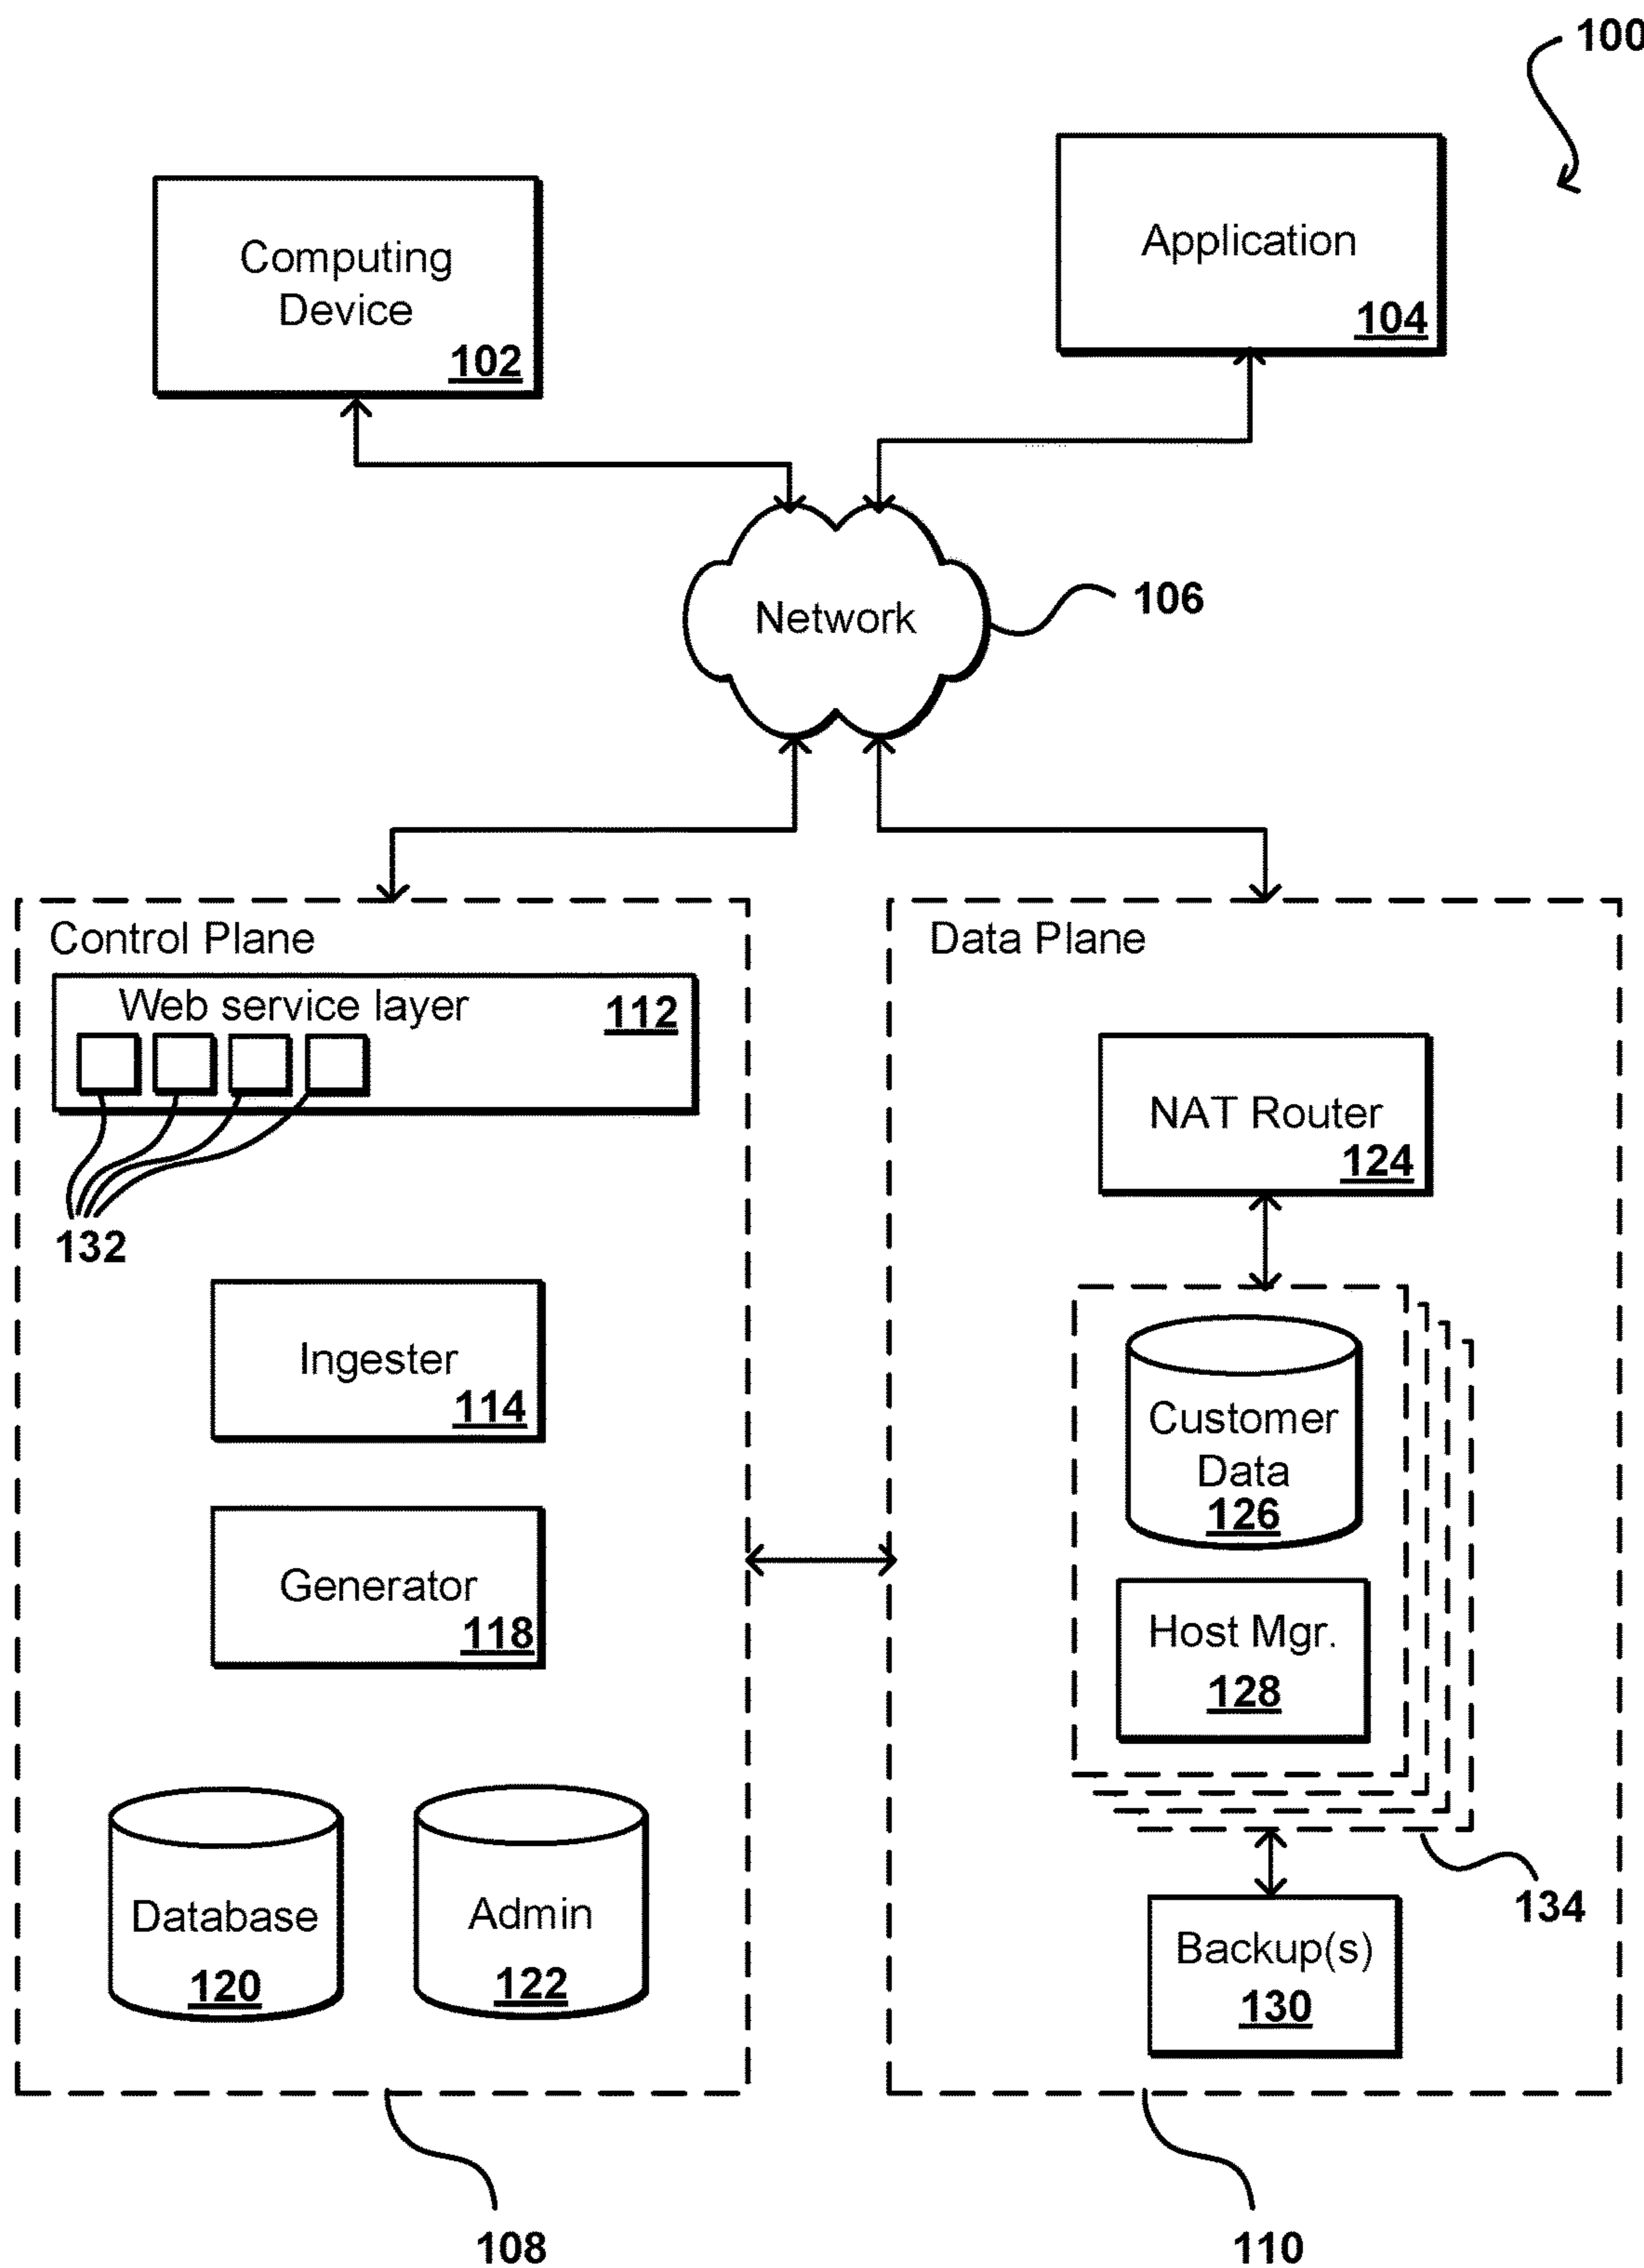 100
Computing
Device
102
Application
104
Network
106
Control Plane
Web service layer
112
132
Ingester
114
Generator
118
Database
120
Admin
122
108
Data Plane
NAT Router
124
Customer
Data
126
Host Mgr.
128
134
Backup(s)
130
110